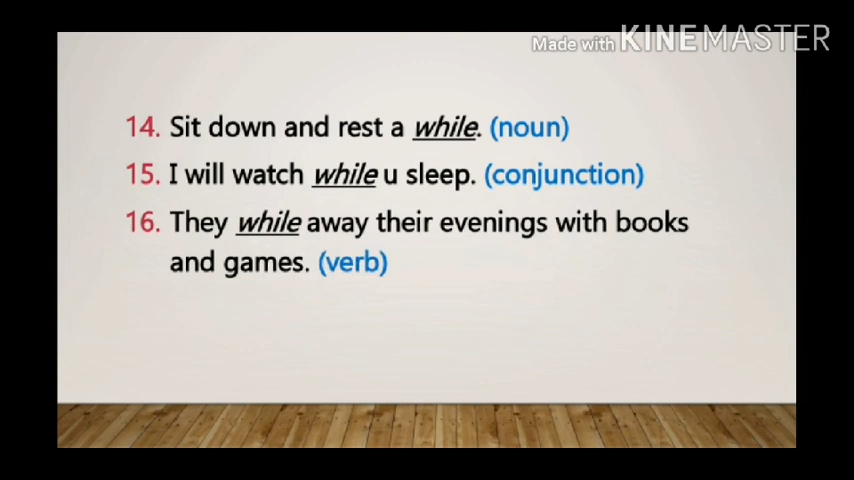 Made with KINEMASTER
14. Sit down and rest a while. (noun)
15. I will watch while u sleep. (conjunction)
16. They while away their evenings with books
and games. (verb)